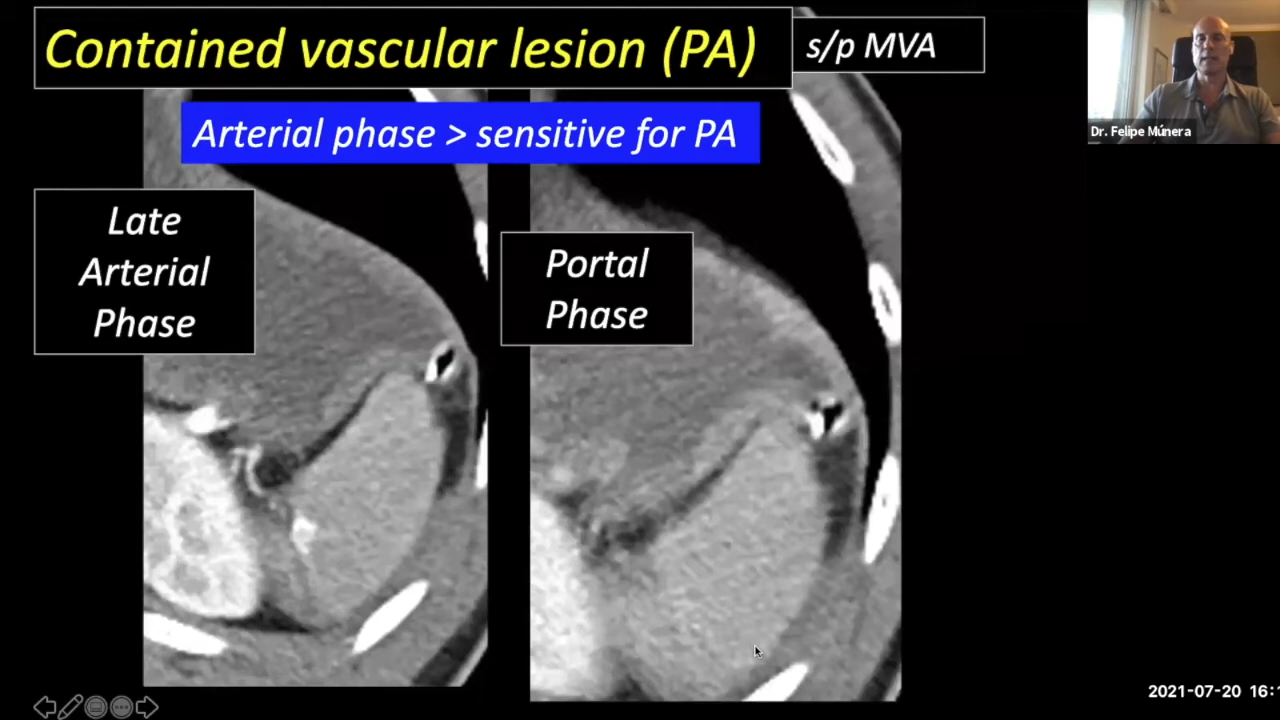 Contained vascular lesion (PA)
s/p MVA
Arterial phase > sensitive for PA
Late
Arterial
Phase
Portal
Phase
Dr. Felipe Múnera
2021-07-20 16: